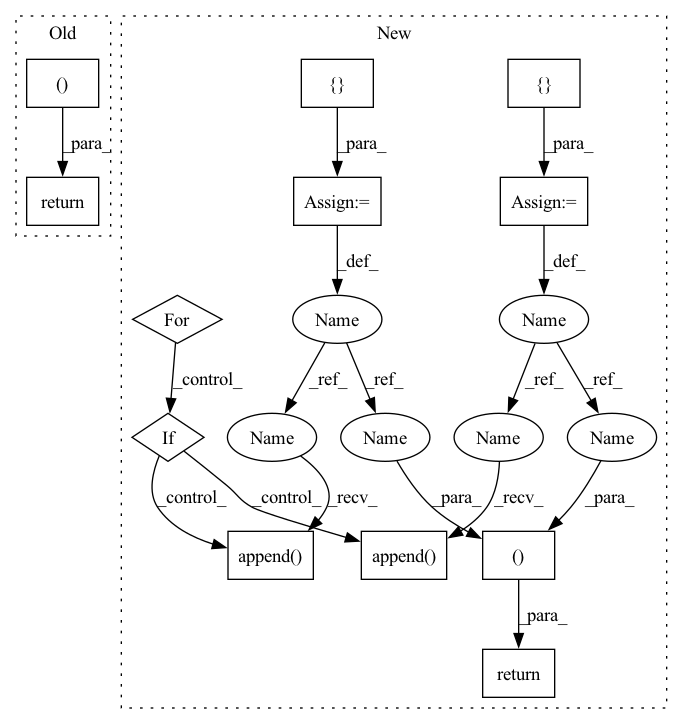 Old
New
()
{}
{}
_para_
_para_
_para_
return
Assign:=
Assign:=
_def_
_def_
For
Name
Name
_control_
_ref_
_ref_
_ref_
_ref_
If
Name
Name
Name
Name
_control_
_control_
_recv_
_para_
_recv_
_para_
append()
append()
()
_para_
return